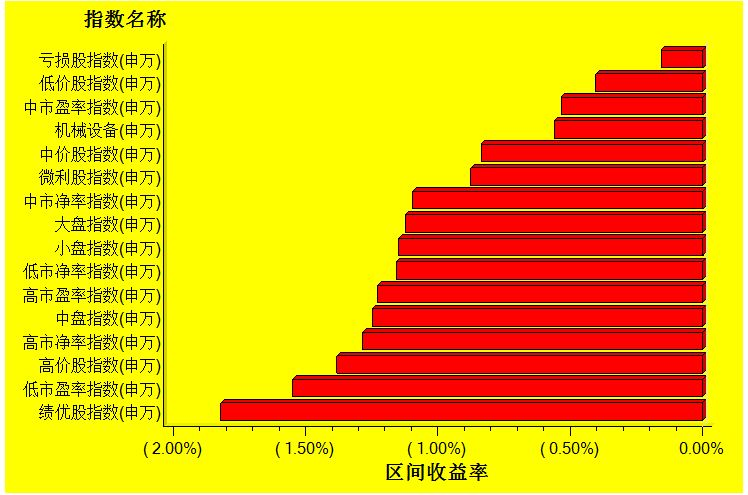 指数名称
亏损股指数(申万)
低价股指数(申万)
中市盈率指数(申万)
机械设备(申万)
中价股指数(申万)
微利股指数(申万)
中市净率指数(申万)
大盘指数(申万)
小盘指数(申万)
低市净率指数(申万)
高市盈率指数(申万)
中盘指数(申万)
高市净率指数(申万)
高价股指数(申万)
低市盈率指数(申万)
绩优股指数(申万)
( 2.00%) ( 1.50%) ( 1.00%) ( 0.50%) 0.00%
区间收益率